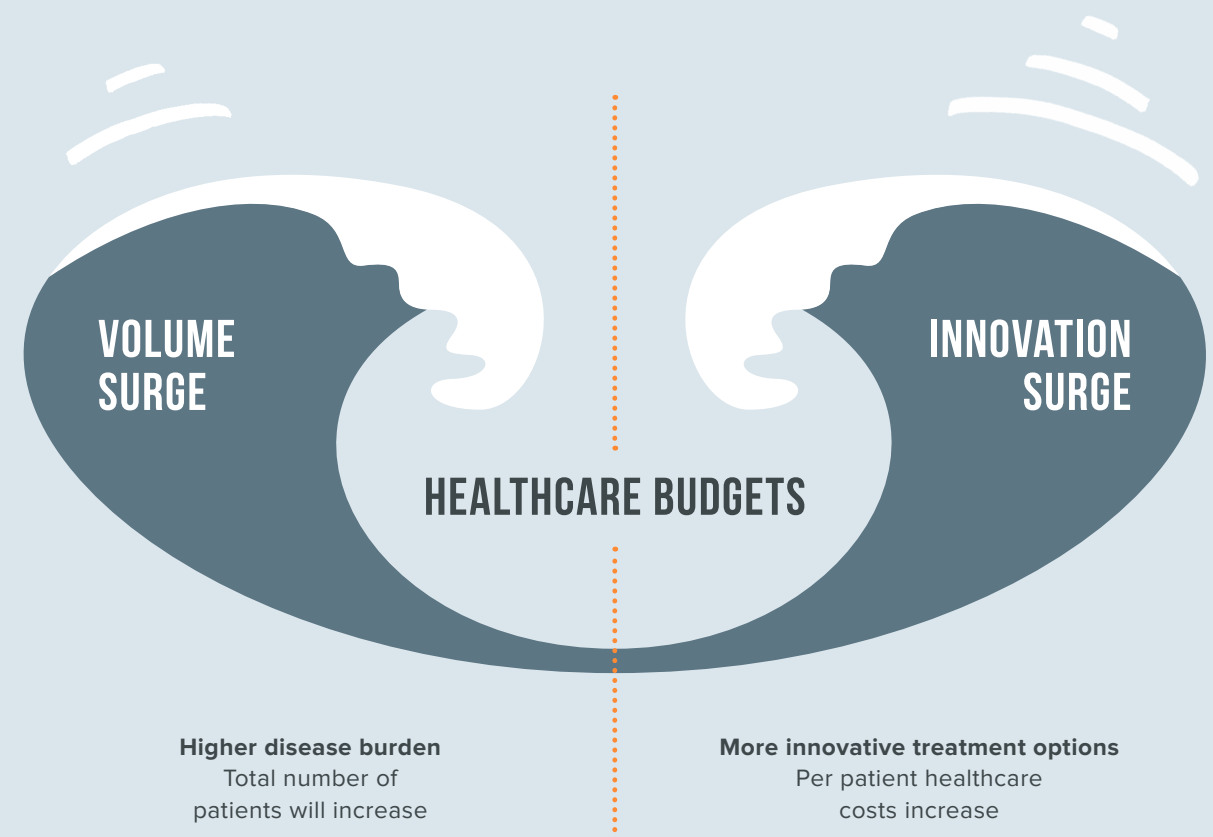 VOLUME
SURGE
INNOVATION
SURGE
HEALTHCARE BUDGETS
Higher disease burden
Total number of
patients will increase
More innovative treatment options
Per patient healthcare
costs increase